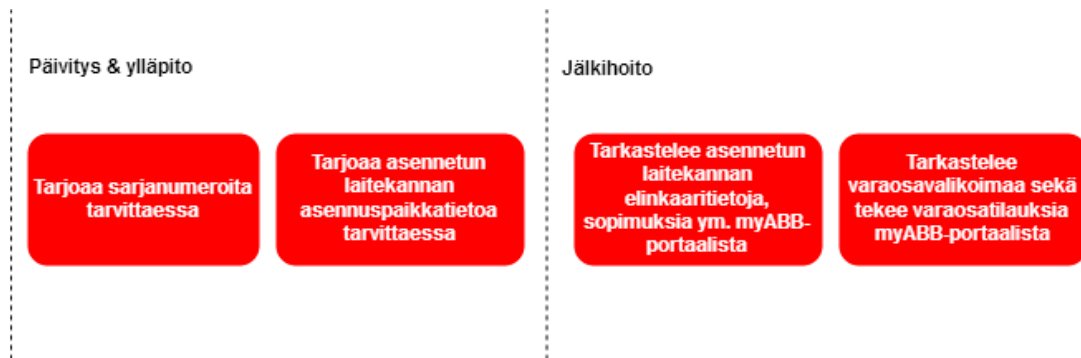 Päivitys & ylläpito
Tarjoaa sarjanumeroita
tarvittaessa
Tarjoaa asennetun
laitekannan
asennuspaikkatietoa
tarvittaessa
Jälkihoito
Tarkastelee asennetun
laitekannan
elinkaaritietoja,
sopimuksia ym. myABB-
portaalista
Tarkastelee
varaosavalikoimaa sekä
tekee varaosatilauksia
myABB-portaalista